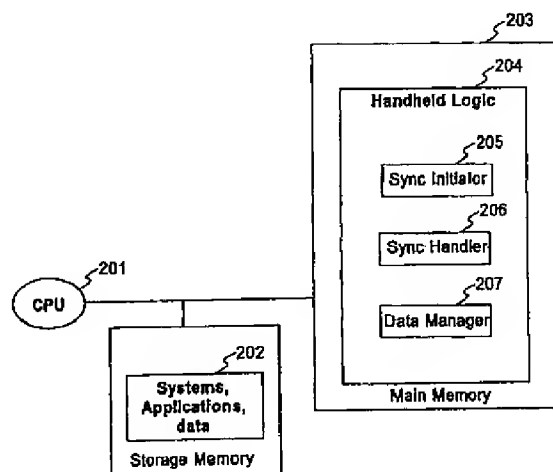 203
204
Handheld Logic
205
Sync Initiator
206
Sync Handler
201
CPU
207
Data Manager
202
Systems,
Applications,
data
Main Memory
Storage Memory